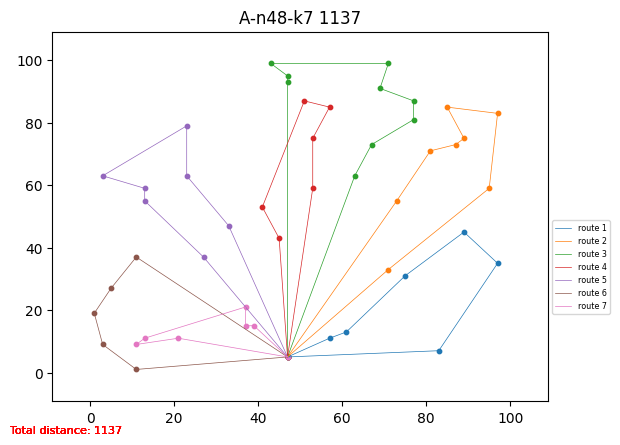 A-n48-k7 1137
100
80
60
40
20
0
0 20 40 60 80 100
route 1
route 2
route 3
route 4
route 5
route 6
route 7
Total distance: 1137